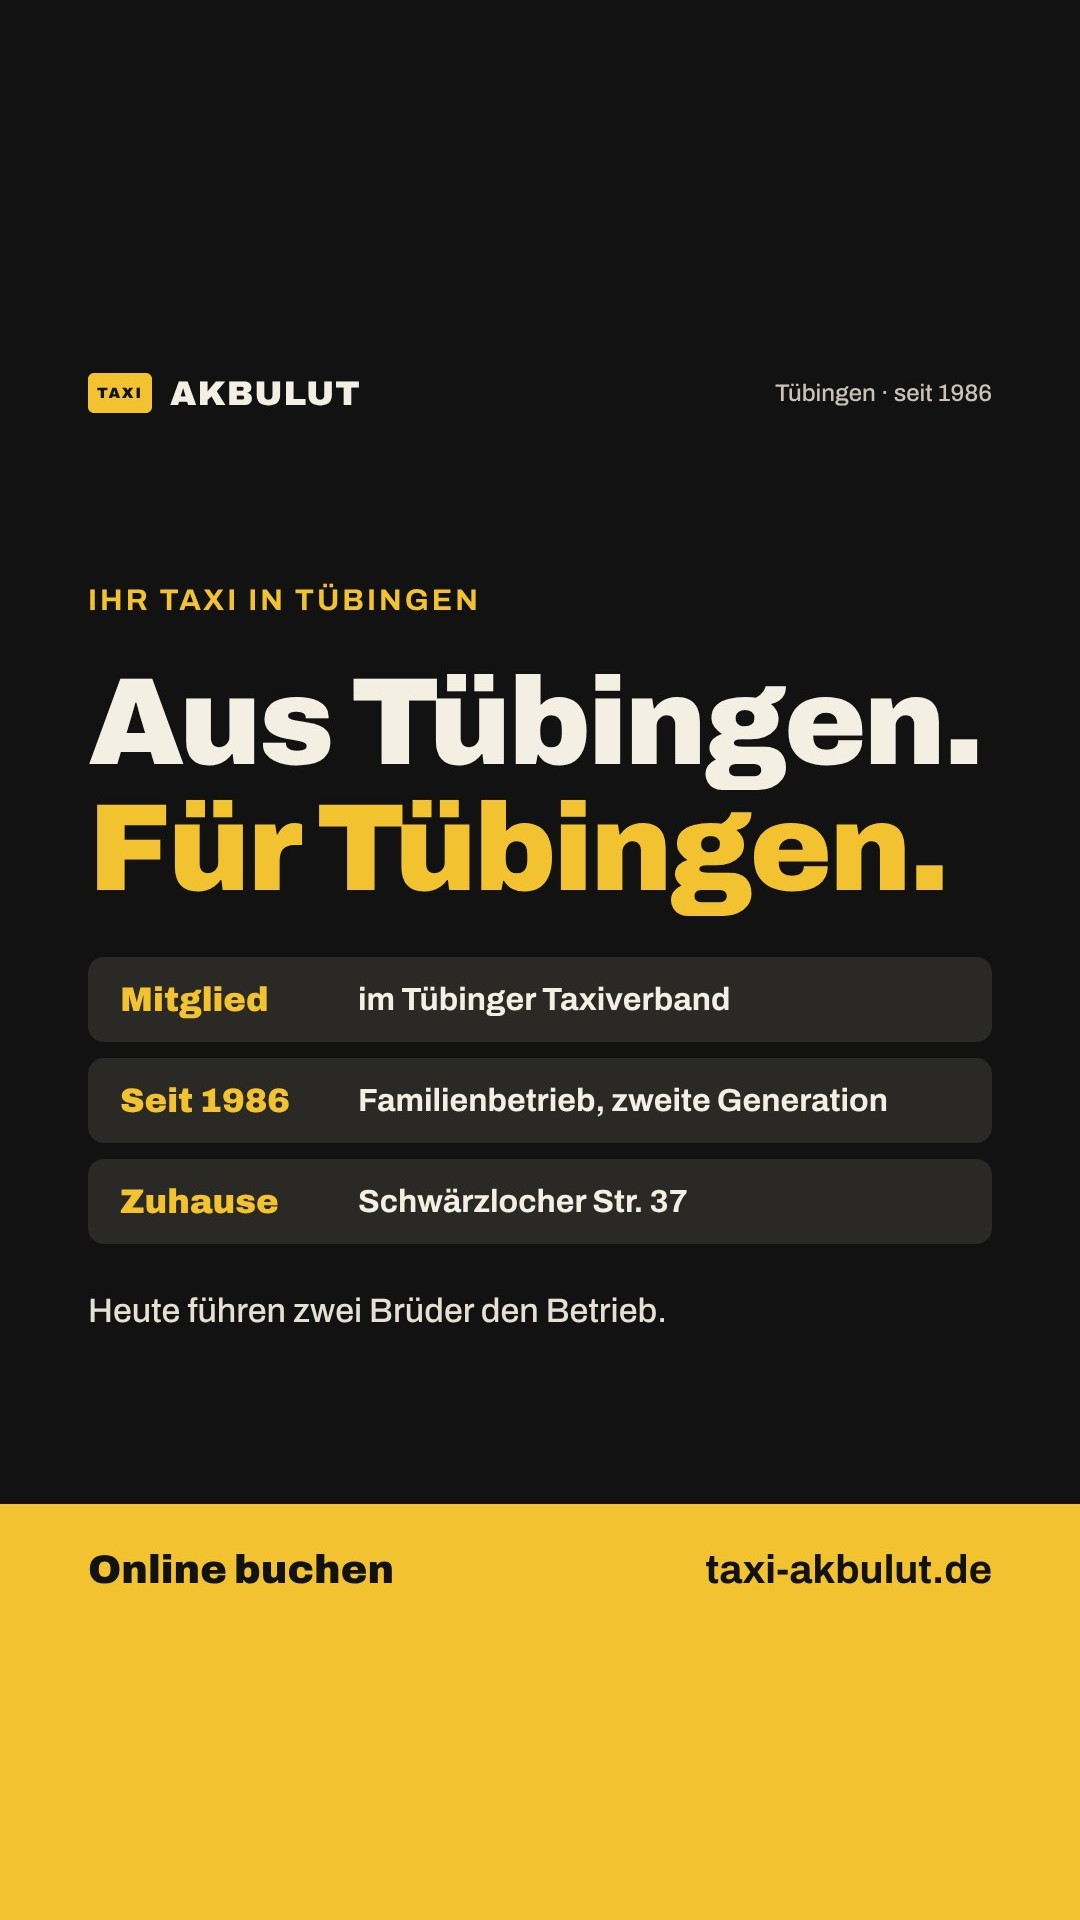 TAXI AKBULUT Tübingen · seit 1986
IHR TAXI IN TÜBINGEN
Aus Tübingen.
Für Tübingen.
Mitglied im Tübinger Taxiverband
Seit 1986 Familienbetrieb, zweite Generation
Zuhause Schwärzlocher Str. 37
Heute führen zwei Brüder den Betrieb.
Online buchen taxi-akbulut.de